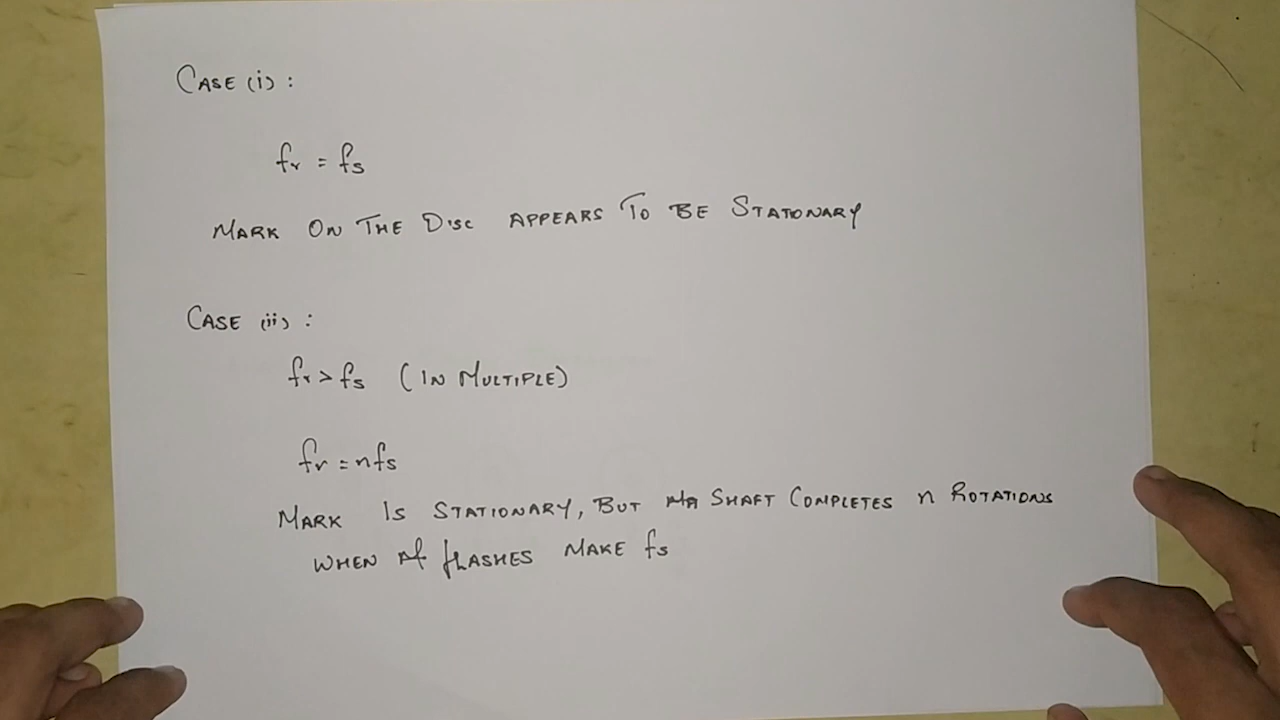 CASE (i) :
fr = fs
MARK ON THE DISC APPEARS TO BE STATIONARY
CASE (ii) :
fr > fs (IN MULTIPLE)
fr = nfs
MARK IS STATIONARY, BUT SHAFT COMPLETES n ROTATIONS
WHEN FLASHES MAKE fs